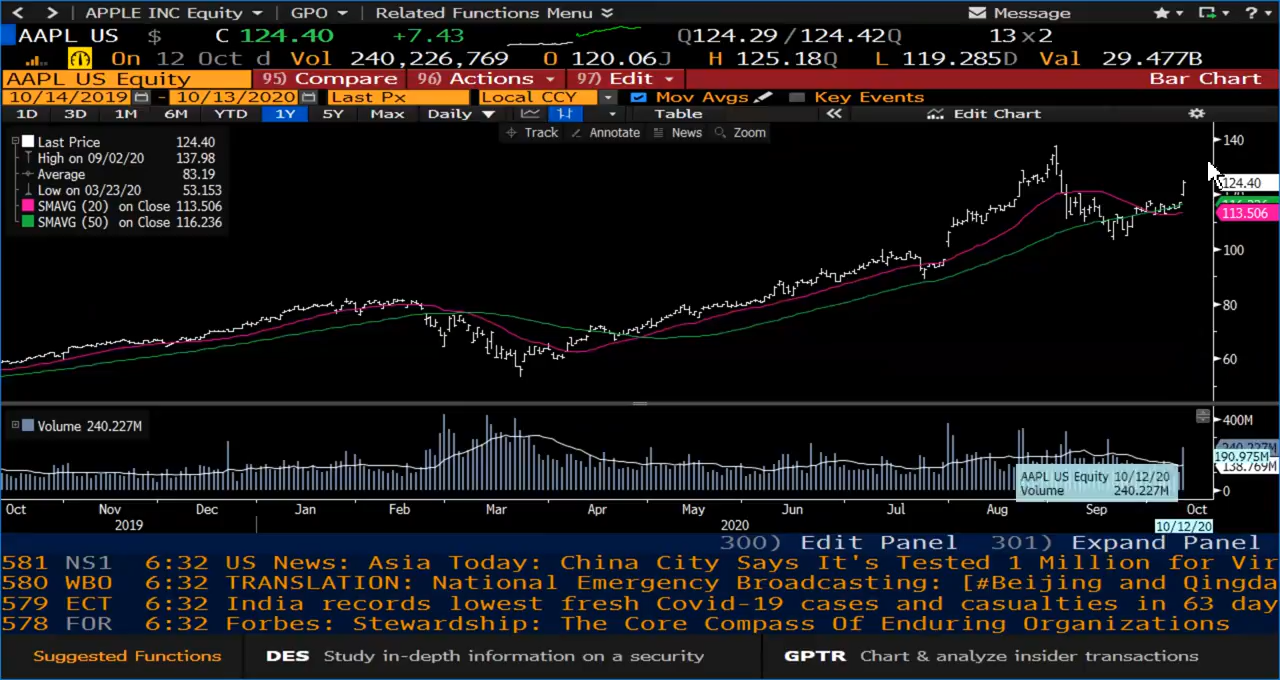 < > APPLE INC Equity GPO Related Functions Menu Message ?
AAPL US $ C 124.40 +7.43 Q124.29 / 124.42Q 13 x 2
On 12 Oct d Vol 240,226,769 O 120.06J H 125.18Q L 119.285D Val 29.477B
AAPL US Equity 95) Compare 96) Actions 97) Edit Bar Chart
10/14/2019 - 10/13/2020 Last Px Local CCY Mov Avgs Key Events
1D 3D 1M 6M YTD 1Y 5Y Max Daily Table Edit Chart
Track Annotate News Zoom
Last Price 124.40
High on 09/02/20 137.98
Average 83.19
Low on 03/23/20 53.153
SMAVG (20) on Close 113.506
SMAVG (50) on Close 116.236
140
124.40
113.506
100
80
60
Volume 240.227M
400M
240.227M
190.975M
138.769M
0
AAPL US Equity 10/12/20
Volume 240.227M
Oct Nov Dec Jan Feb Mar Apr May Jun Jul Aug Sep Oct
2019 2020 10/12/20
300) Edit Panel 301) Expand Panel
581 NS1 6:32 US News: Asia Today: China City Says It's Tested 1 Million for Vir
580 WBO 6:32 TRANSLATION: National Emergency Broadcasting: [#Beijing and Qingda
579 ECT 6:32 India records lowest fresh Covid-19 cases and casualties in 63 day
578 FOR 6:32 Forbes: Stewardship: The Core Compass Of Enduring Organizations
Suggested Functions DES Study in-depth information on a security GPTR Chart & analyze insider transactions